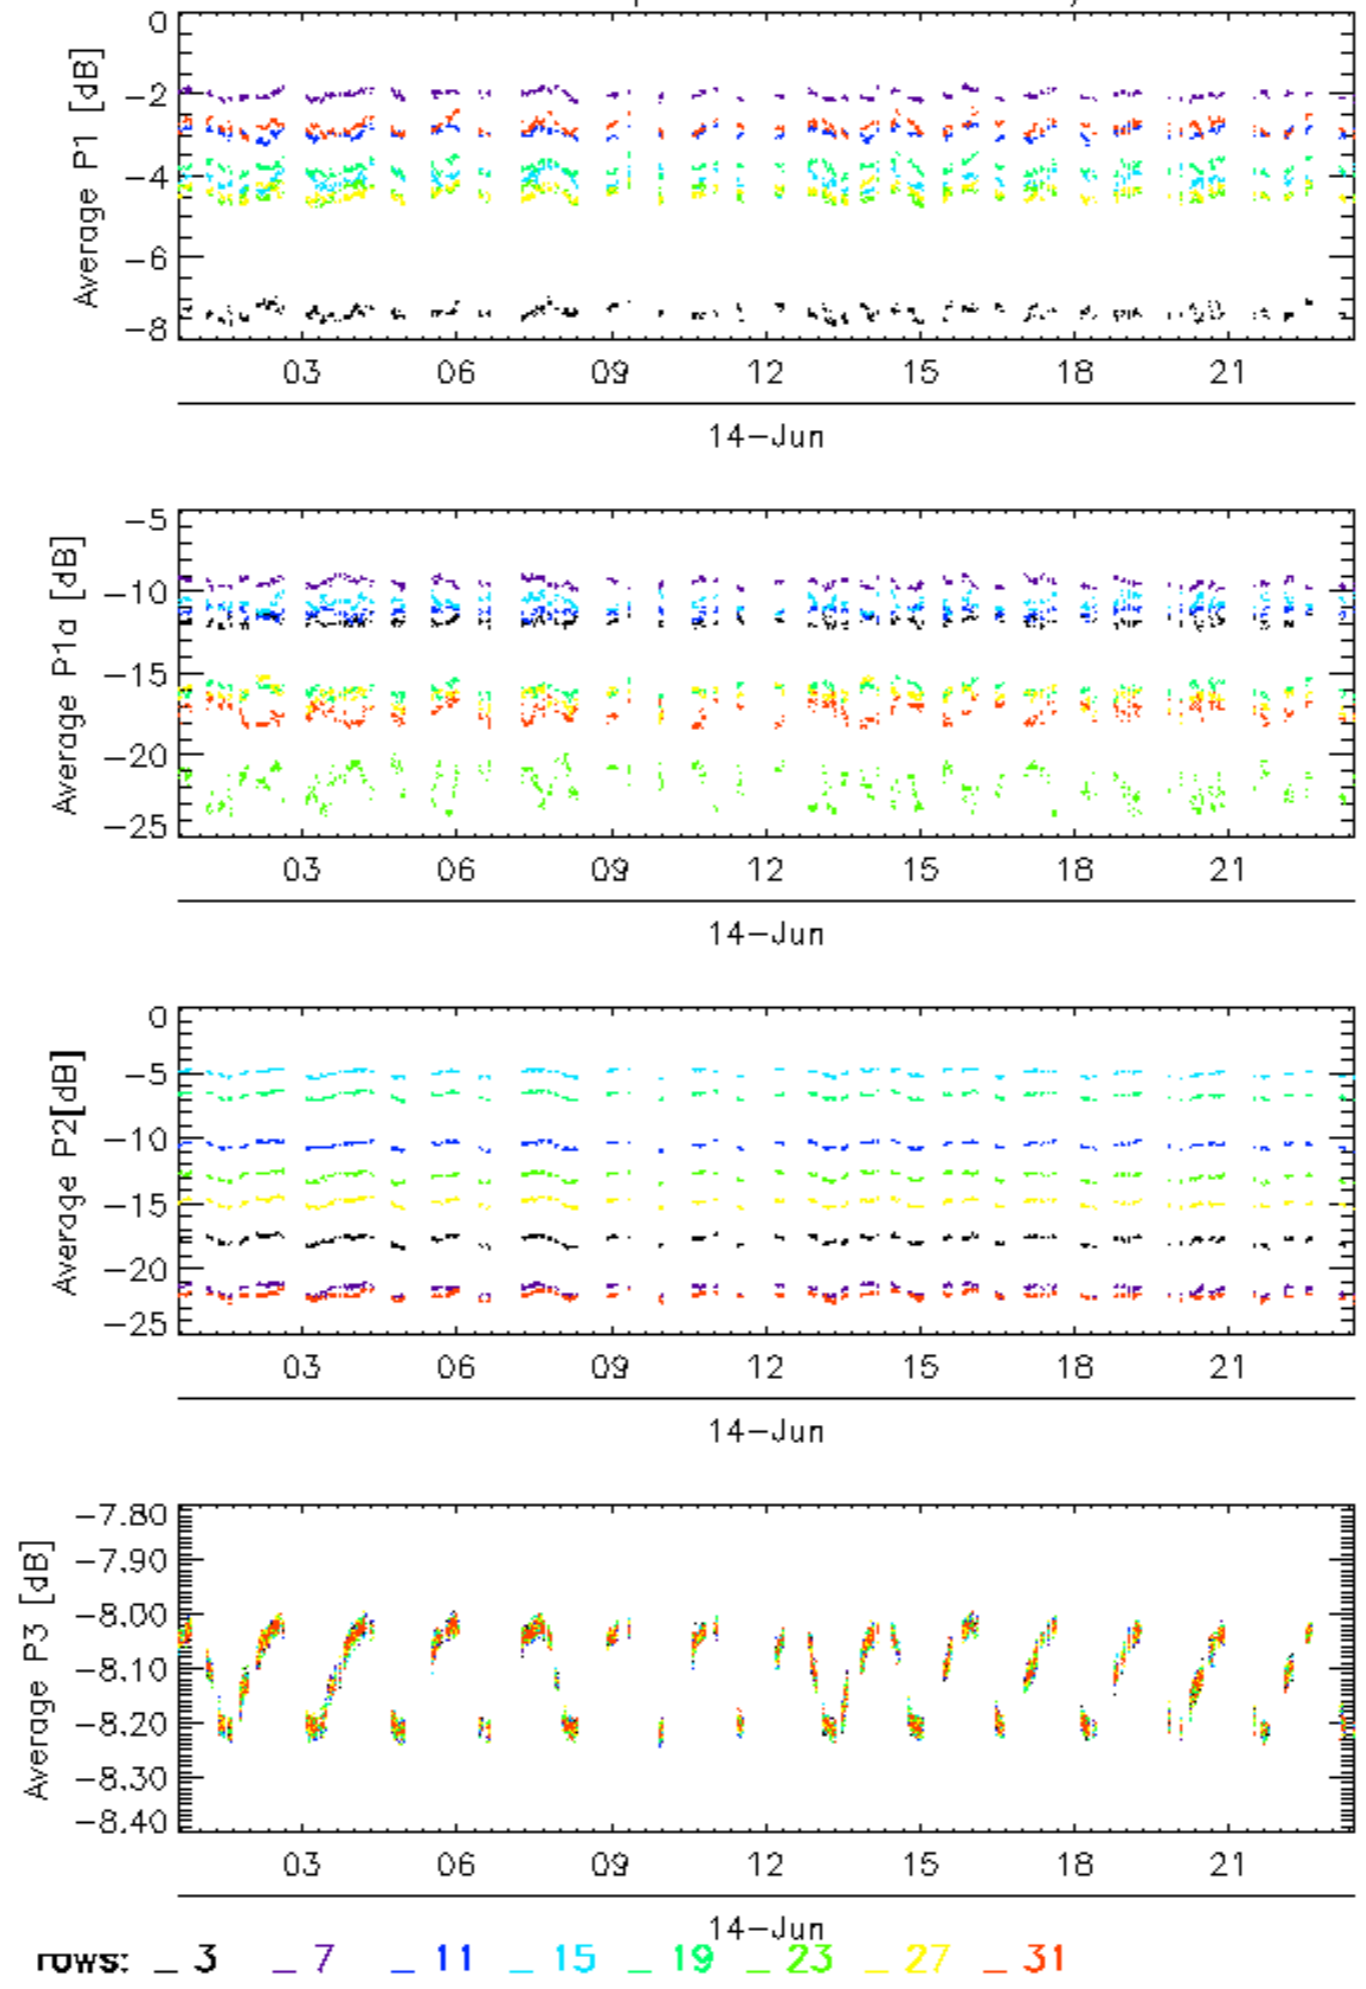 0
-2
-4
-6
-8
Average P1 [dB]
03 06 09 12 15 18 21
14-Jun
-5
-10
-15
-20
-25
Average P1a [dB]
03 06 09 12 15 18 21
14-Jun
0
-5
-10
-15
-20
-25
Average P2[dB]
03 06 09 12 15 18 21
14-Jun
-7.80
-7.90
-8.00
-8.10
-8.20
-8.30
-8.40
Average P3 [dB]
03 06 09 12 15 18 21
14-Jun
rows: _ 3 _ 7 _ 11 _ 15 _ 19 _ 23 _ 27 _ 31